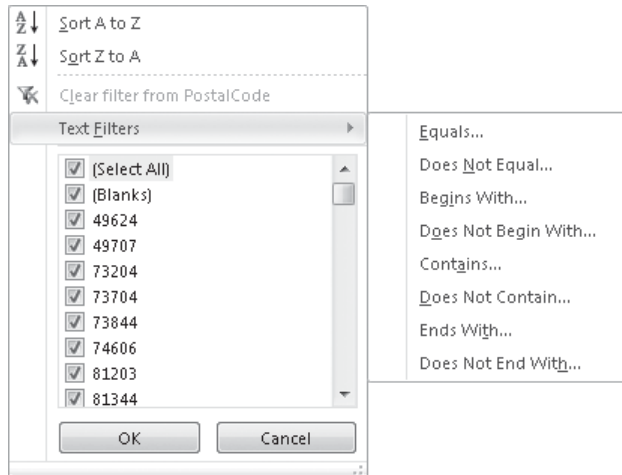 A
Z
Sort A to Z
Z
A
Sort Z to A
Clear filter from PostalCode
Text Filters
(Select All)
(Blanks)
49624
49707
73204
73704
73844
74606
81203
81344
OK
Cancel
Equals...
Does Not Equal...
Begins With...
Does Not Begin With...
Contains...
Does Not Contain...
Ends With...
Does Not End With...